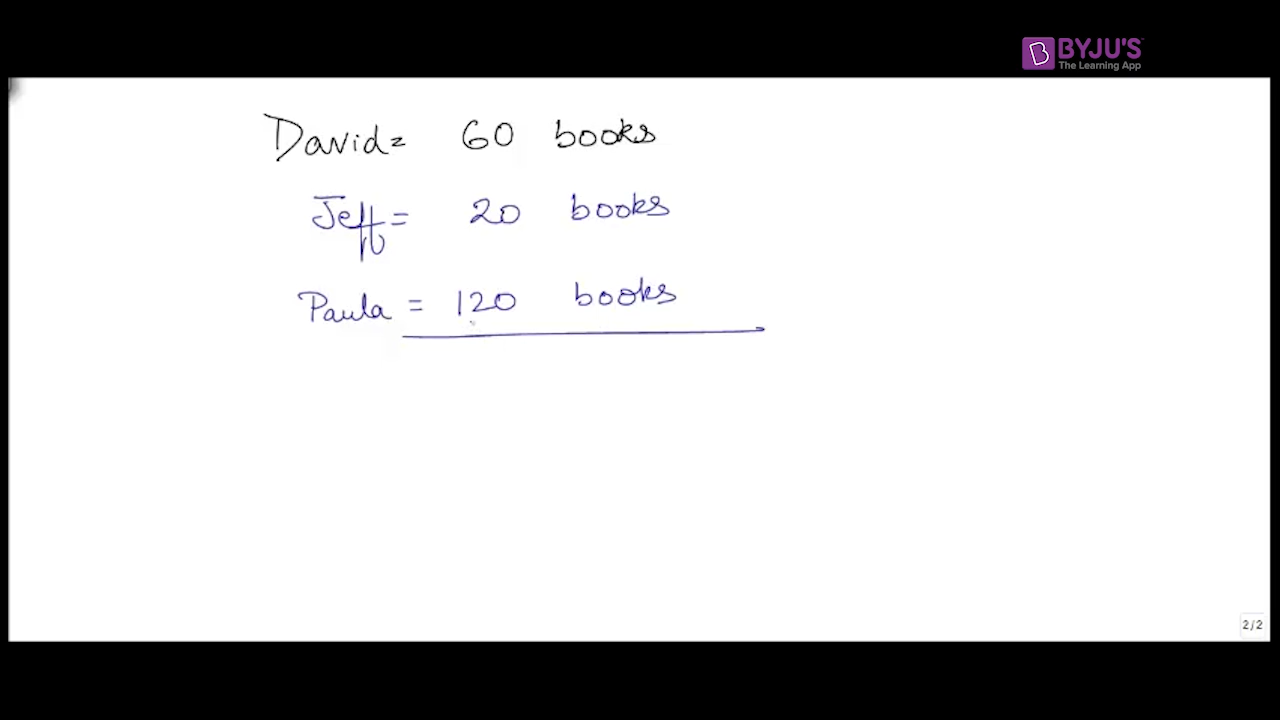 BYJU'S
The Learning App
David= 60 books
Jeff= 20 books
Paula = 120 books
2/2